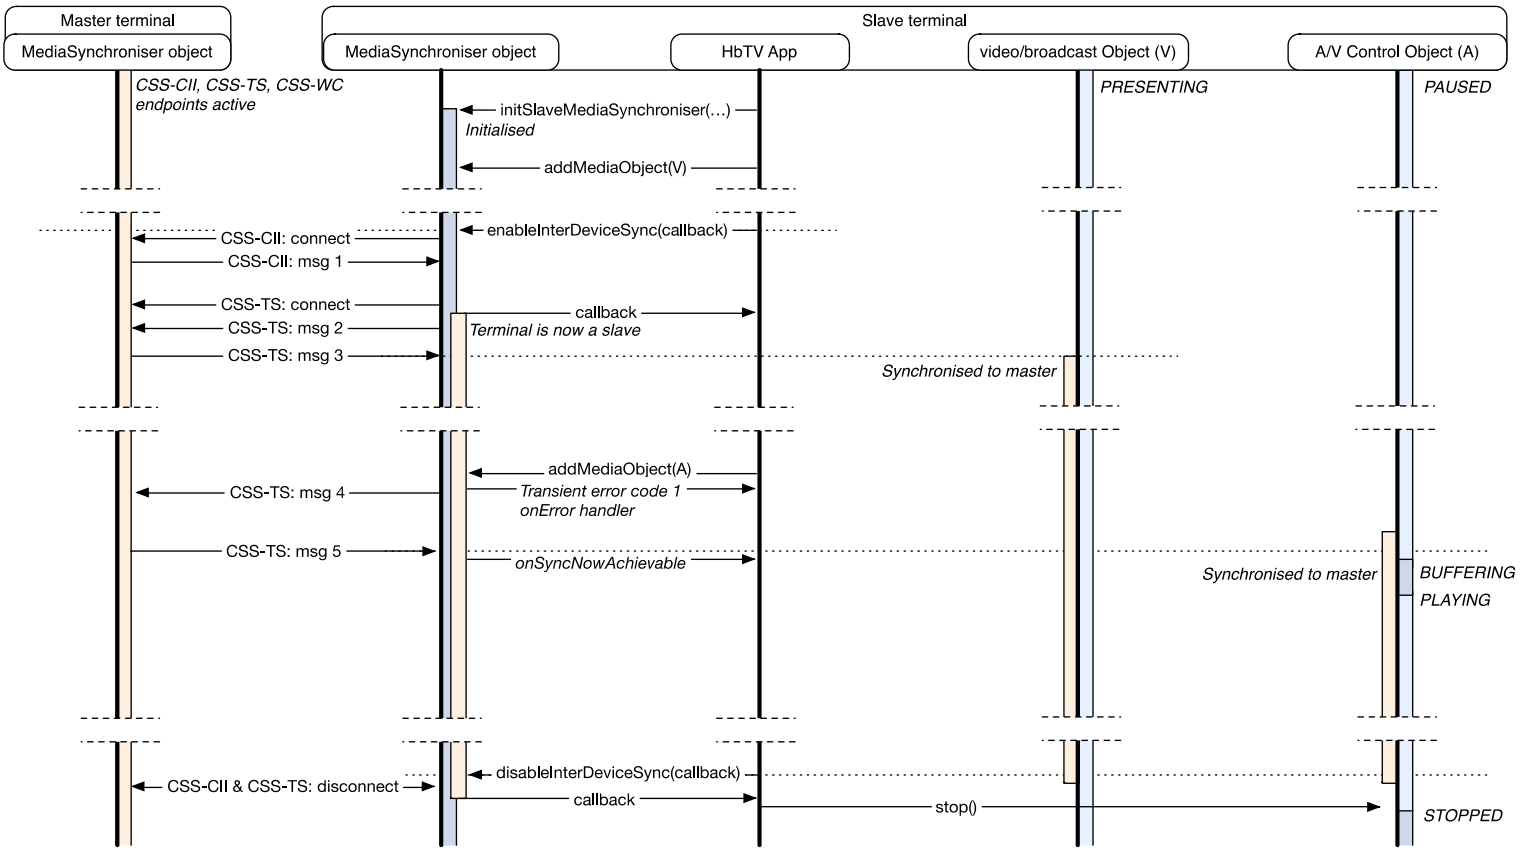 Master terminal
Slave terminal
MediaSynchroniser object
MediaSynchroniser object
HbTV App
video/broadcast Object (V)
A/V Control Object (A)
CSS-CII, CSS-TS, CSS-WC
endpoints active
PRESENTING
PAUSED
initSlaveMediaSynchroniser(...)
Initialised
addMediaObject(V)
enableInterDeviceSync(callback)
CSS-CII: connect
CSS-CII: msg 1
CSS-TS: connect
callback
CSS-TS: msg 2
Terminal is now a slave
CSS-TS: msg 3
Synchronised to master
addMediaObject(A)
CSS-TS: msg 4
Transient error code 1
onError handler
CSS-TS: msg 5
onSyncNowAchievable
Synchronised to master
BUFFERING
PLAYING
disableInterDeviceSync(callback)
CSS-CII & CSS-TS: disconnect
callback
stop()
STOPPED